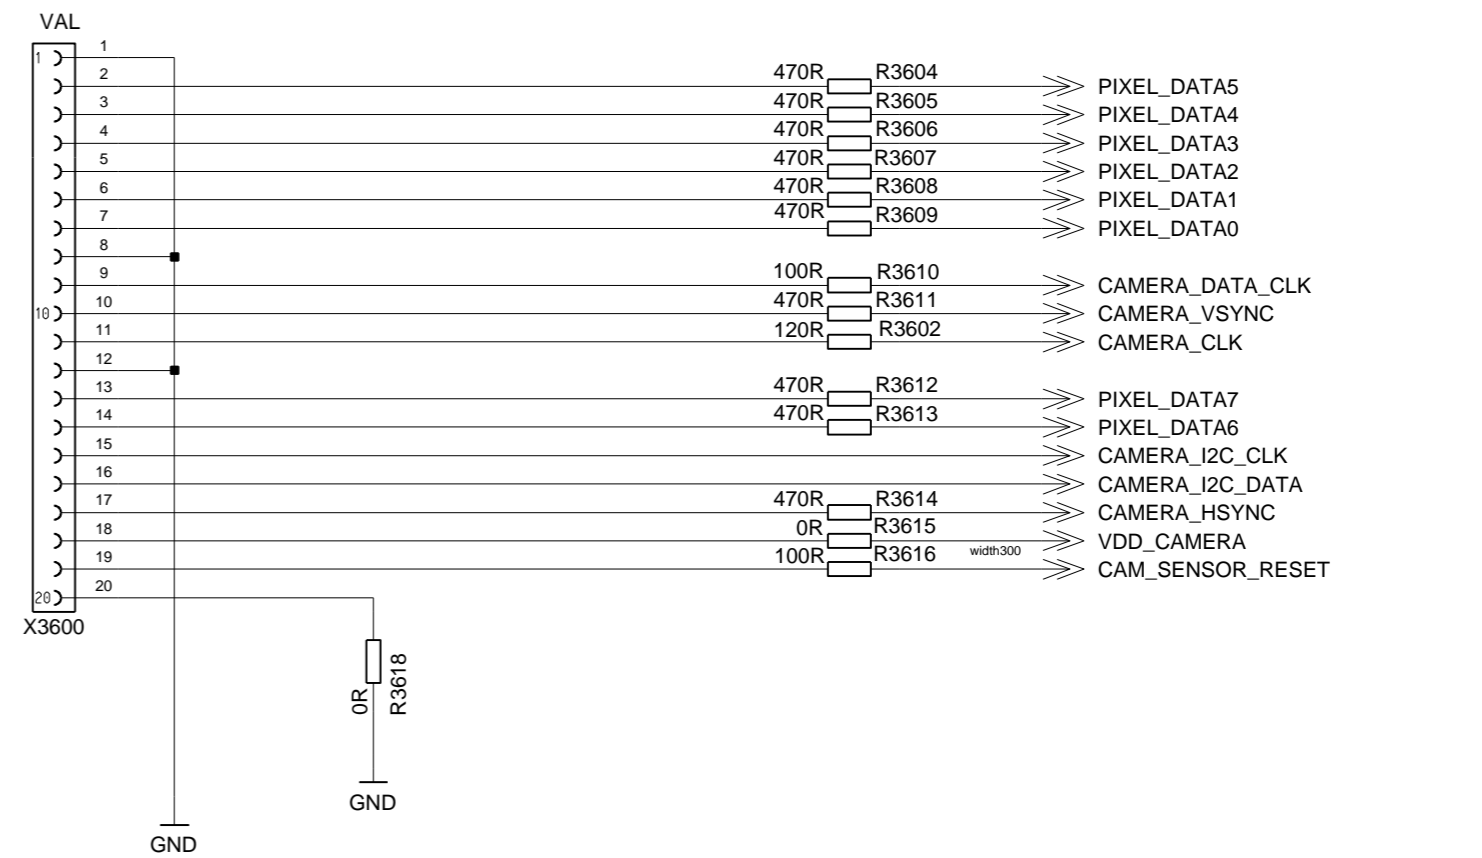 VAL
1 1
2 470R R3604 PIXEL_DATA5
3 470R R3605 PIXEL_DATA4
4 470R R3606 PIXEL_DATA3
5 470R R3607 PIXEL_DATA2
6 470R R3608 PIXEL_DATA1
7 470R R3609 PIXEL_DATA0
8
9 100R R3610 CAMERA_DATA_CLK
10 10 470R R3611 CAMERA_VSYNC
11 120R R3602 CAMERA_CLK
12
13 470R R3612 PIXEL_DATA7
14 470R R3613 PIXEL_DATA6
15 CAMERA_I2C_CLK
16 CAMERA_I2C_DATA
17 470R R3614 CAMERA_HSYNC
18 0R R3615 VDD_CAMERA
19 100R R3616 width300 CAM_SENSOR_RESET
20 20
X3600
0R R3618
GND
GND